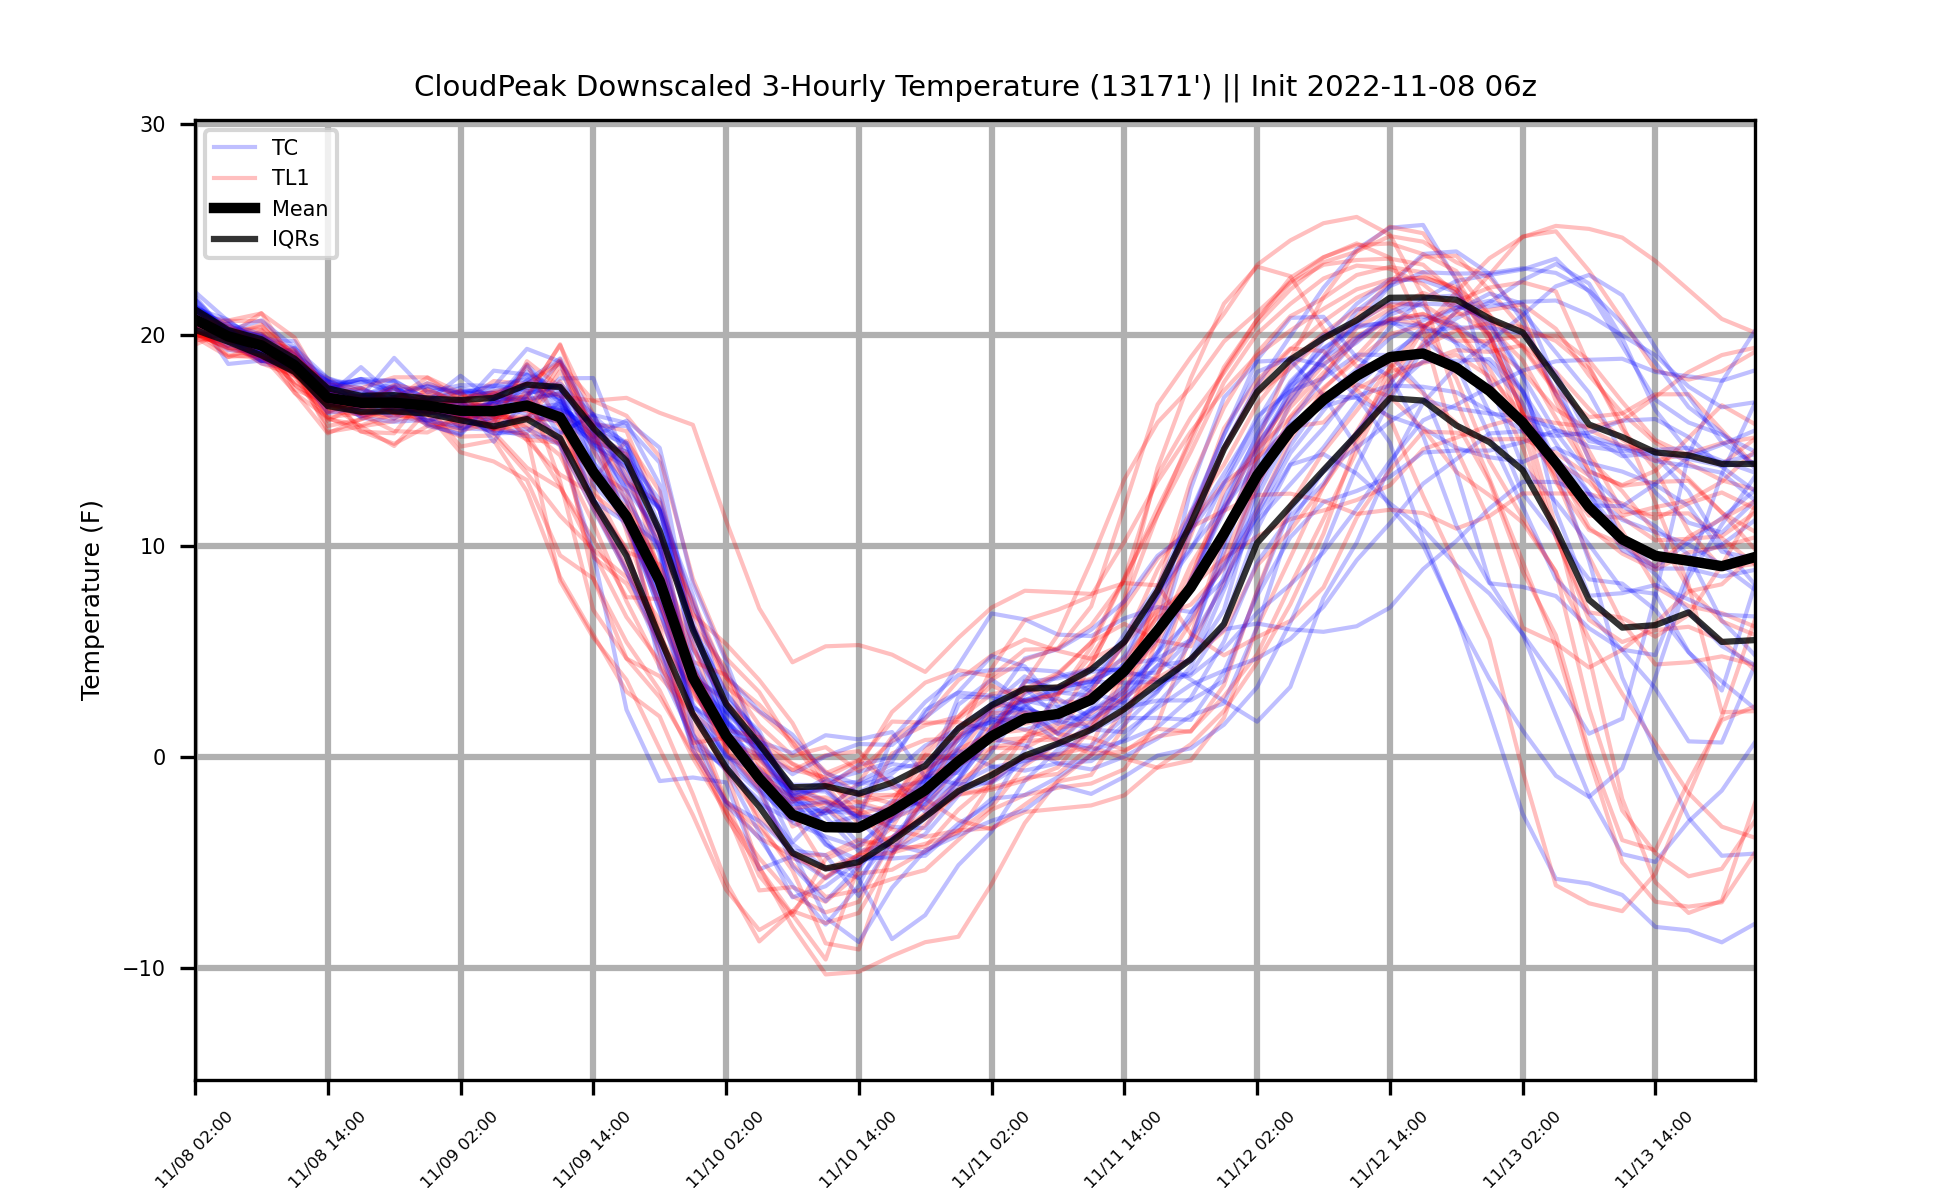 CloudPeak Downscaled 3-Hourly Temperature (13171') || Init 2022-11-08 06z
TC
TL1
Mean
IQRs
Temperature (F)
30
20
10
0
−10
11/08 02:00
11/08 14:00
11/09 02:00
11/09 14:00
11/10 02:00
11/10 14:00
11/11 02:00
11/11 14:00
11/12 02:00
11/12 14:00
11/13 02:00
11/13 14:00